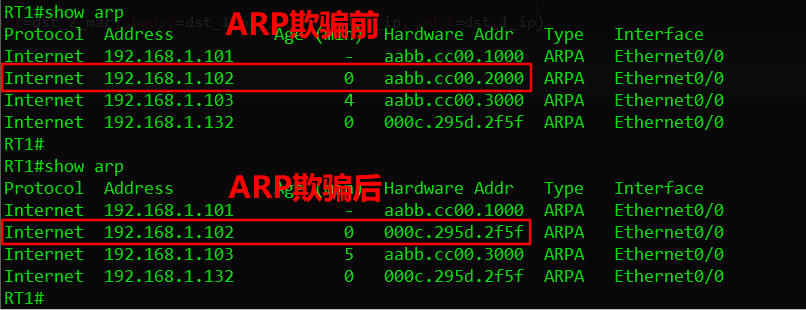 RT1#show arp
ARP欺骗前
Protocol Address Age (min) Hardware Addr Type Interface
Internet 192.168.1.101 - aabb.cc00.1000 ARPA Ethernet0/0
Internet 192.168.1.102 0 aabb.cc00.2000 ARPA Ethernet0/0
Internet 192.168.1.103 4 aabb.cc00.3000 ARPA Ethernet0/0
Internet 192.168.1.132 0 000c.295d.2f5f ARPA Ethernet0/0
RT1#
RT1#show arp
ARP欺骗后
Protocol Address Age (min) Hardware Addr Type Interface
Internet 192.168.1.101 - aabb.cc00.1000 ARPA Ethernet0/0
Internet 192.168.1.102 0 000c.295d.2f5f ARPA Ethernet0/0
Internet 192.168.1.103 5 aabb.cc00.3000 ARPA Ethernet0/0
Internet 192.168.1.132 0 000c.295d.2f5f ARPA Ethernet0/0
RT1#